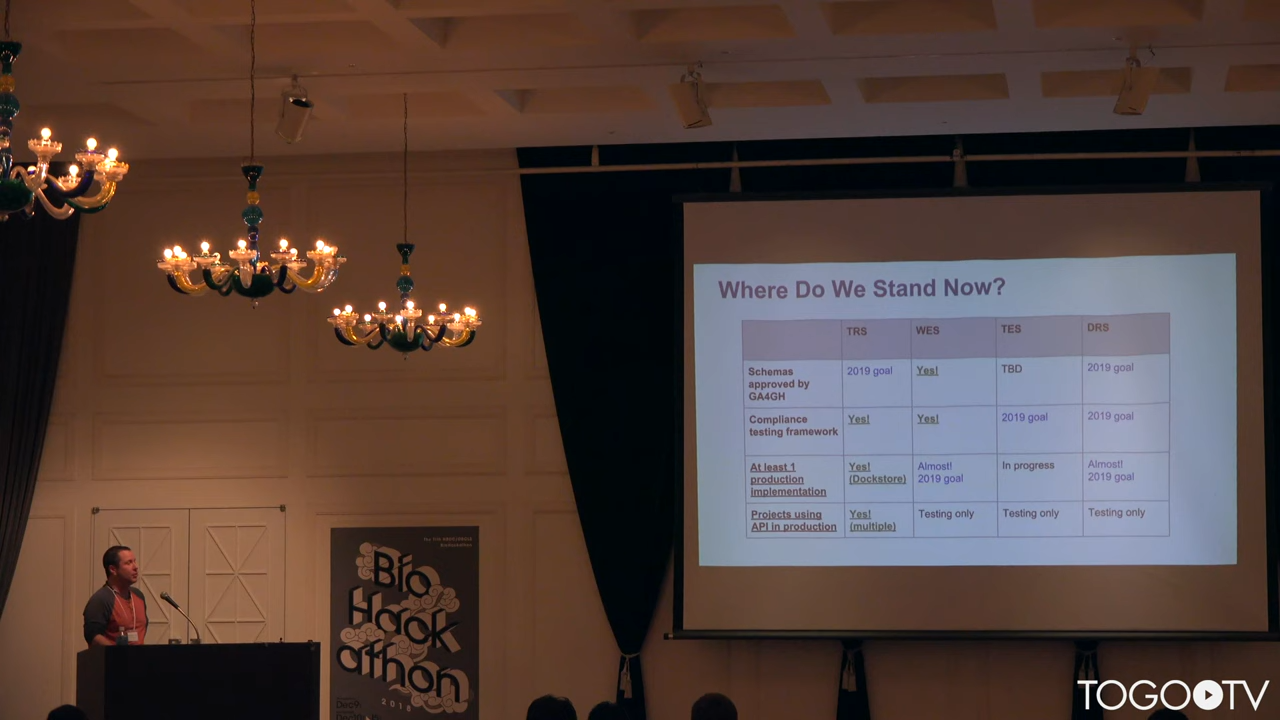 Where Do We Stand Now?
TRS WES TES DRS
Schemas
approved by
GA4GH
2019 goal
Yes!
TBD
2019 goal
Compliance
testing framework
Yes!
Yes!
2019 goal
2019 goal
At least 1
production
Implementation
Yes!
(Dockstore)
Almost!
2019 goal
In progress
Almost!
2019 goal
Projects using
API in production
Yes!
(multiple)
Testing only
Testing only
Testing only
Bio
Hack
athon
2018
TOGOTV